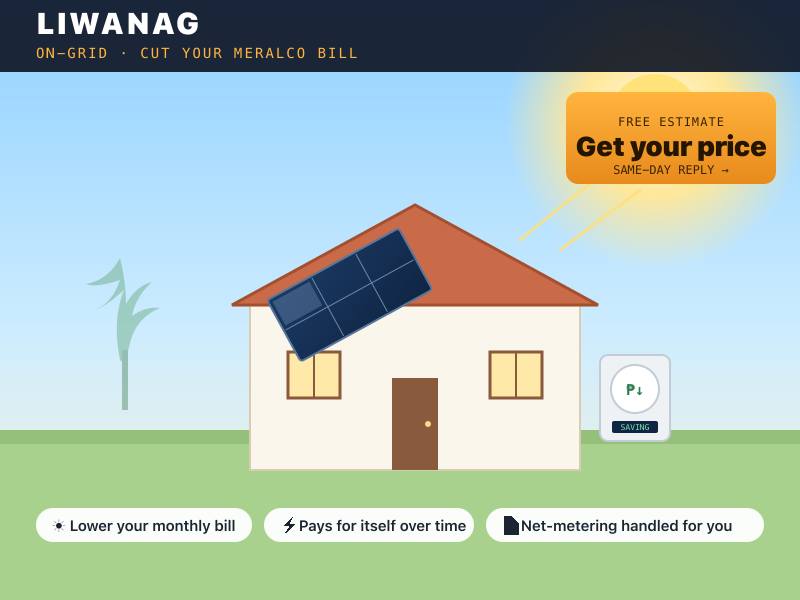 LIWANAG
ON–GRID · CUT YOUR MERALCO BILL
FREE ESTIMATE
Get your price
SAME–DAY REPLY →
₱↓
SAVING
☀ Lower your monthly bill
⚡ Pays for itself over time
Net-metering handled for you